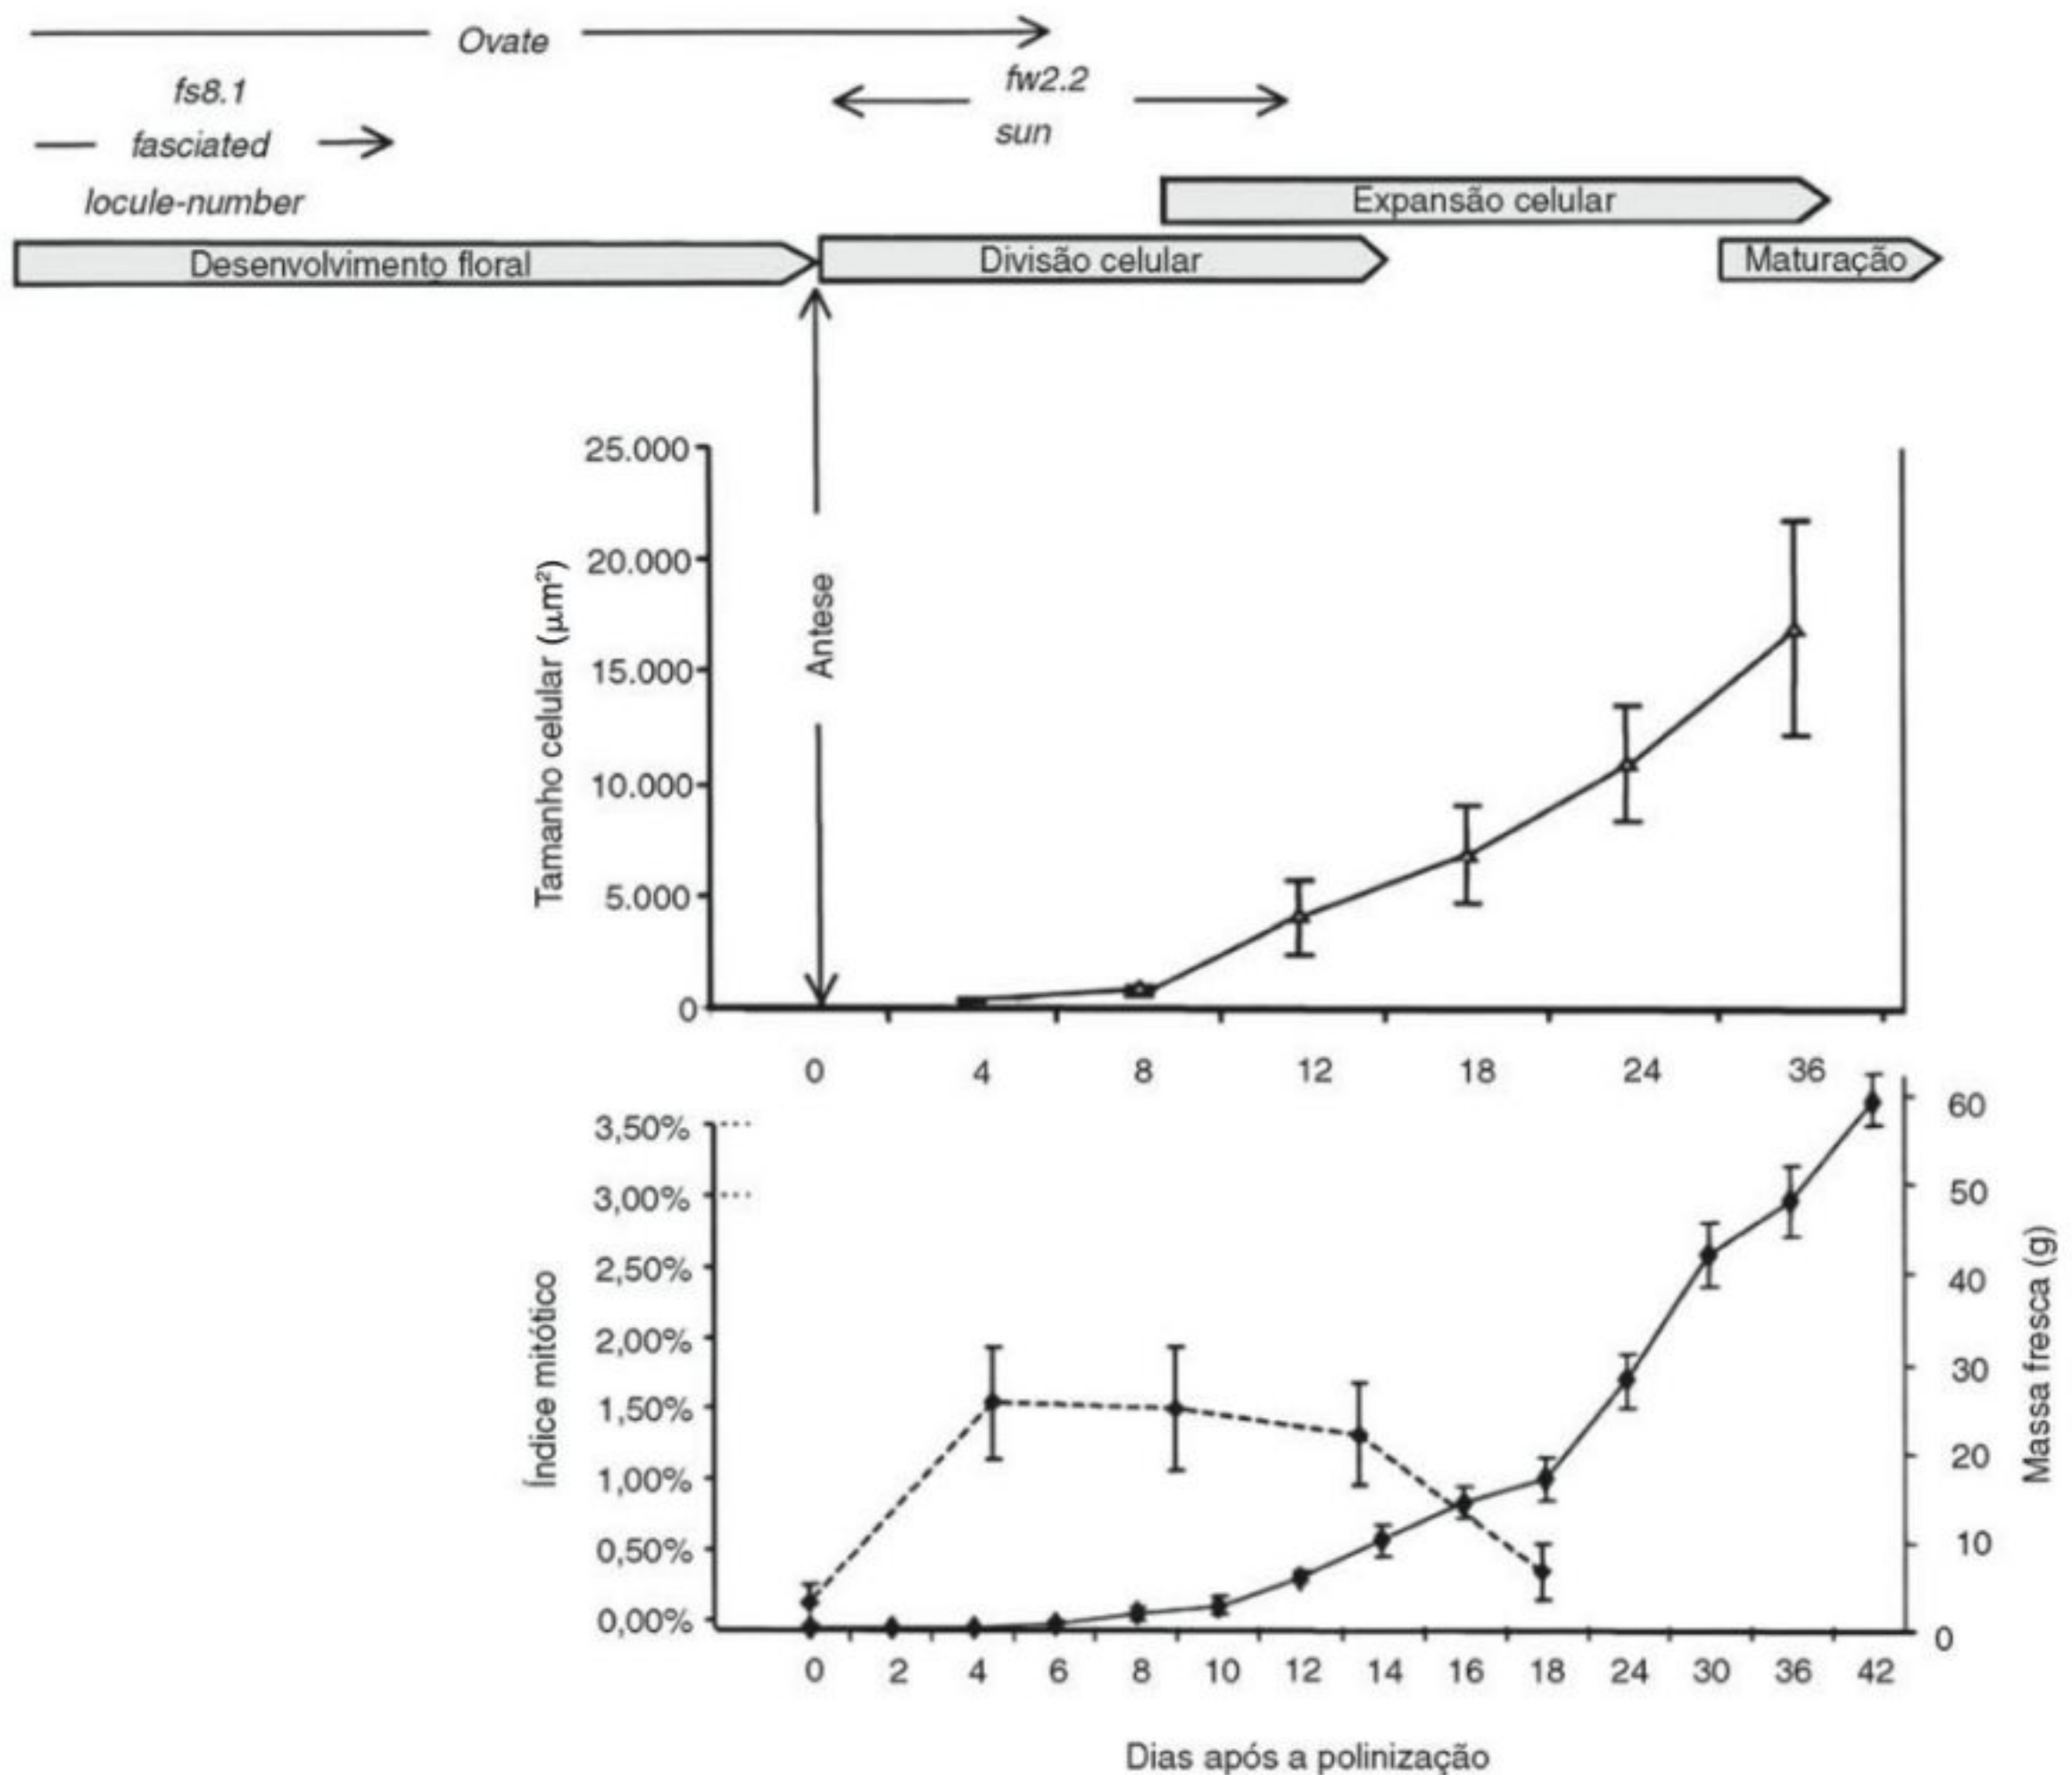 Ovate
fs8.1
fw2.2
fasciated
sun
locule-number
Expansão celular
Desenvolvimento floral
Divisão celular
Maturação
Antese
Tamanho celular (μm²)
25.000
20.000
15.000
10.000
5.000
0
0 4 8 12 18 24 36
Índice mitótico
3,50%
3,00%
2,50%
2,00%
1,50%
1,00%
0,50%
0,00%
60
50
40
30
20
10
0
Massa fresca (g)
0 2 4 6 8 10 12 14 16 18 24 30 36 42
Dias após a polinização